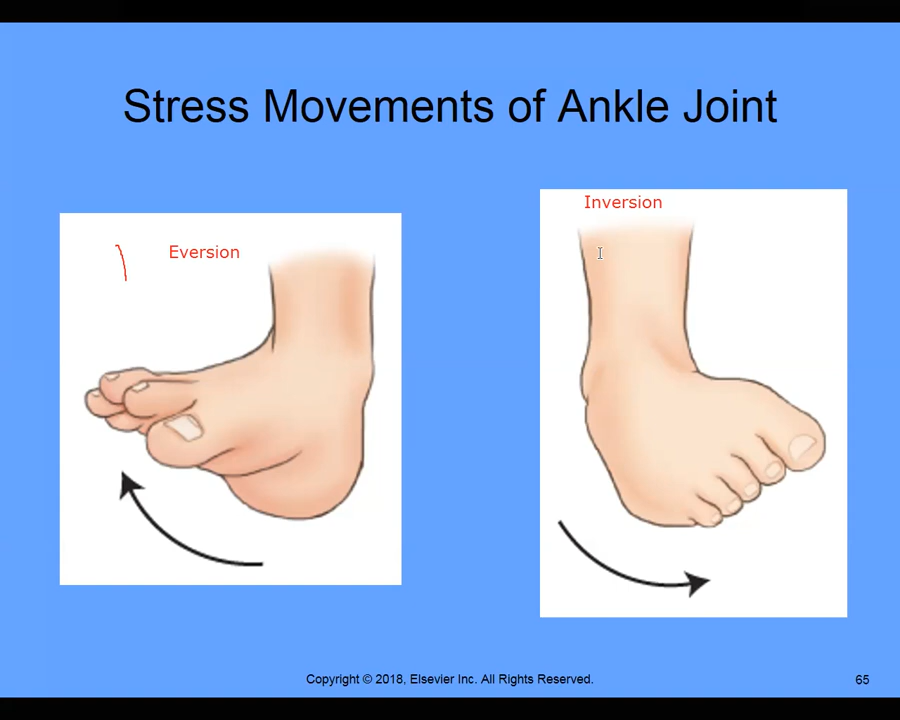 Stress Movements of Ankle Joint
Eversion
Inversion
Copyright © 2018, Elsevier Inc. All Rights Reserved.
65